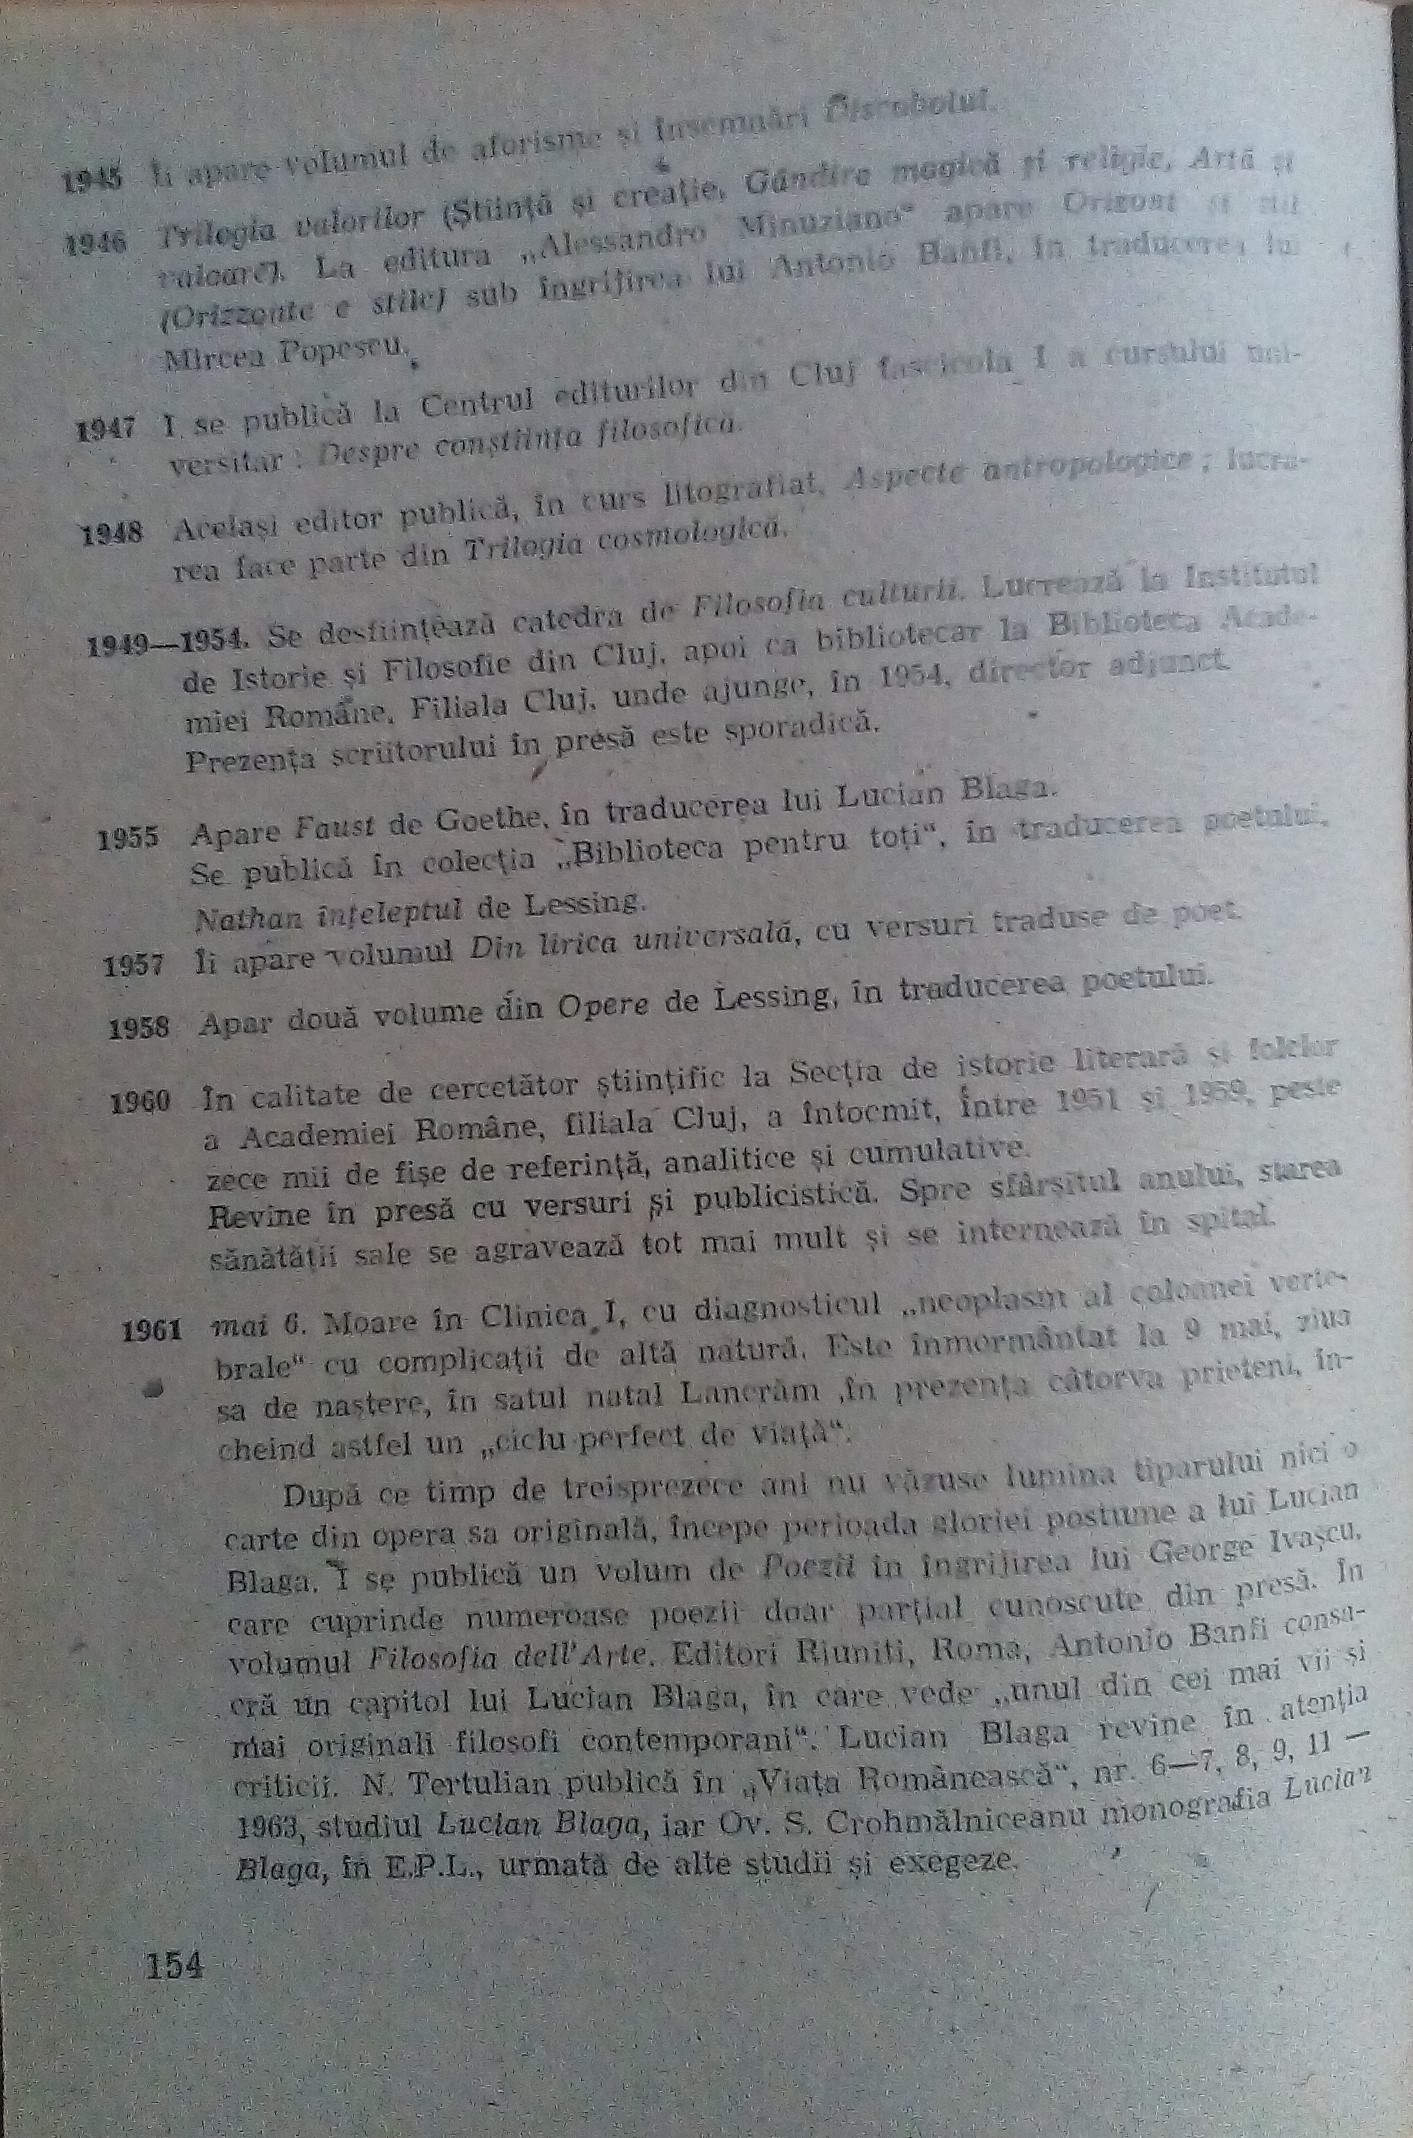 1945 Îi apare volumul de aforisme și însemnări Discobolul.
1946 Trilogia valorilor (Știință și creație, Gândire magică și religie, Artă și
valoare). La editura „Alessandro Minuziano“ apare Orizont și stil
(Orizzonte e stile) sub îngrijirea lui Antonio Banfi, în traducerea lui
Mircea Popescu.
1947 I se publică la Centrul editurilor din Cluj fascicola I a cursului uni-
versitar : Despre conștiința filosofică.
1948 Același editor publică, în curs litografiat, Aspecte antropologice ; lucra-
rea face parte din Trilogia cosmologică.
1949—1954. Se desființează catedra de Filosofia culturii. Lucrează la Institutul
de Istorie și Filosofie din Cluj, apoi ca bibliotecar la Biblioteca Acade-
miei Române, Filiala Cluj, unde ajunge, în 1954, director adjunct.
Prezența scriitorului în presă este sporadică.
1955 Apare Faust de Goethe, în traducerea lui Lucian Blaga.
Se publică în colecția „Biblioteca pentru toți“, în traducerea poetului,
Nathan înțeleptul de Lessing.
1957 Îi apare volumul Din lirica universală, cu versuri traduse de poet.
1958 Apar două volume din Opere de Lessing, în traducerea poetului.
1960 În calitate de cercetător științific la Secția de istorie literară și folclor
a Academiei Române, filiala Cluj, a întocmit, între 1951 și 1959, peste
zece mii de fișe de referință, analitice și cumulative.
Revine în presă cu versuri și publicistică. Spre sfârșitul anului, starea
sănătății sale se agravează tot mai mult și se internează în spital.
1961 mai 6. Moare în Clinica I, cu diagnosticul „neoplasm al coloanei verte-
brale“ cu complicații de altă natură. Este înmormântat la 9 mai, ziua
sa de naștere, în satul natal Lancrăm ,în prezența câtorva prieteni, în-
cheind astfel un „ciclu perfect de viață“.
După ce timp de treisprezece ani nu văzuse lumina tiparului nici o
carte din opera sa originală, începe perioada gloriei postume a lui Lucian
Blaga. I se publică un volum de Poezii în îngrijirea lui George Ivașcu,
care cuprinde numeroase poezii doar parțial cunoscute din presă. În
volumul Filosofia dell'Arte. Editori Riuniti, Roma, Antonio Banfi consa-
cră un capitol lui Lucian Blaga, în care vede „unul din cei mai vii și
mai originali filosofi contemporani“. Lucian Blaga revine în atenția
criticii. N. Tertulian publică în „Viața Românească“, nr. 6—7, 8, 9, 11 —
1963, studiul Lucian Blaga, iar Ov. S. Crohmălniceanu monografia Lucian
Blaga, în E.P.L., urmată de alte studii și exegeze.
154